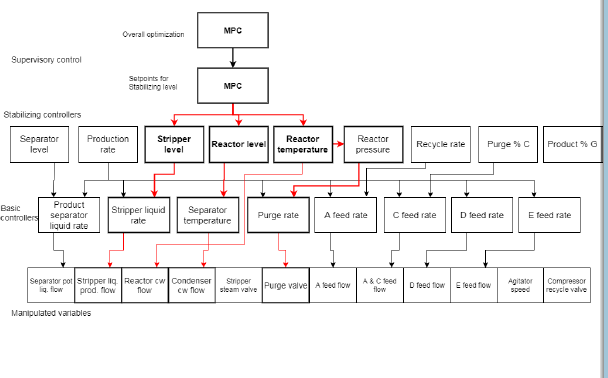 MPC
Overall optimization
Supervisory control
Setpoints for
Stabilizing level
MPC
Stabilizing controllers
Separator
level
Production
rate
Stripper
level
Reactor level
Reactor
temperature
Reactor
pressure
Recycle rate
Purge % C
Product % G
Basic
controllers
Product
separator
liquid rate
Stripper liquid
rate
Separator
temperature
Purge rate
A feed rate
C feed rate
D feed rate
E feed rate
Separator pot
liq. flow
Stripper liq.
prod. flow
Reactor cw
flow
Condenser
cw flow
Stripper
steam valve
Purge valve
A feed flow
A & C feed
flow
D feed flow
E feed flow
Agitator
speed
Compressor
recycle valve
Manipulated variables